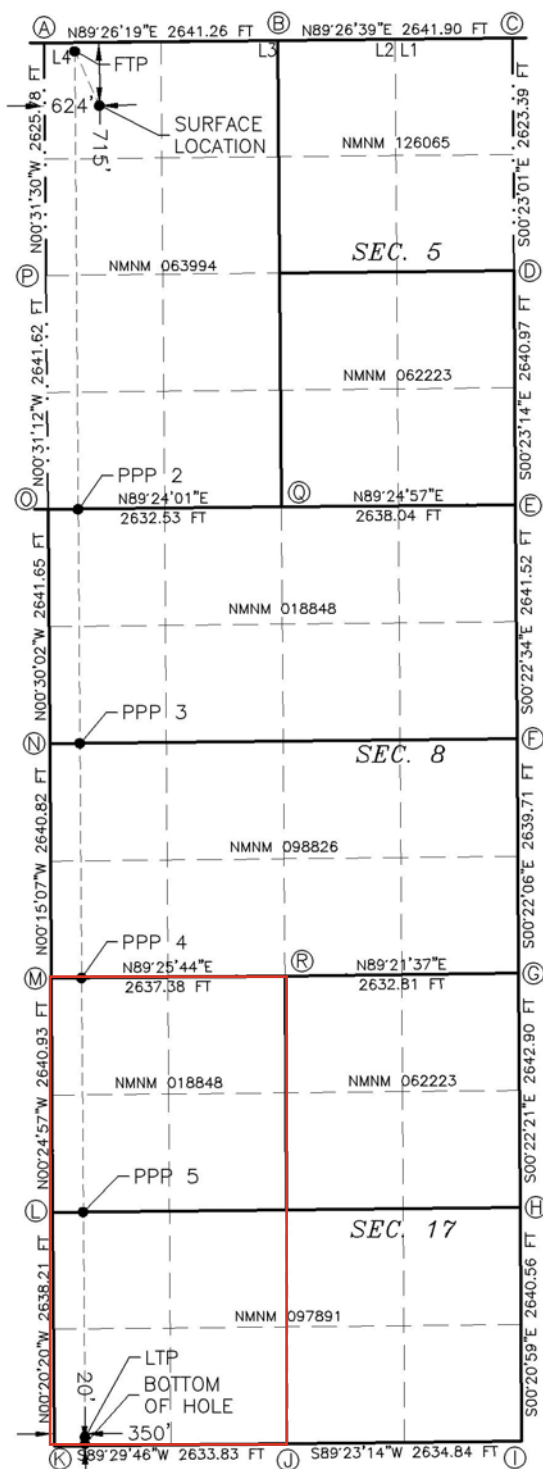 A B C
N89°26'19"E 2641.26 FT N89°26'39"E 2641.90 FT
L4 FTP L3 L2 L1
624'
715'
SURFACE
LOCATION
N00°31'30"W 2625.78 FT
S00°23'01"E 2623.39 FT
NMNM 126065
SEC. 5
P NMNM 063994 D
N00°31'12"W 2641.62 FT
S00°23'14"E 2640.97 FT
NMNM 062223
PPP 2
O N89°24'01"E Q N89°24'57"E E
2632.53 FT 2638.04 FT
N00°30'02"W 2641.65 FT
S00°22'34"E 2641.52 FT
NMNM 018848
PPP 3
N F
SEC. 8
N00°15'07"W 2640.82 FT
S00°22'06"E 2639.71 FT
NMNM 098826
PPP 4
M N89°25'44"E R N89°21'37"E G
2637.38 FT 2632.81 FT
N00°24'57"W 2640.93 FT
S00°22'21"E 2642.90 FT
NMNM 018848 NMNM 062223
PPP 5
L H
SEC. 17
N00°20'20"W 2638.21 FT
S00°20'59"E 2640.56 FT
NMNM 097891
LTP
BOTTOM
OF HOLE
20'
350'
S89°29'46"W 2633.83 FT S89°23'14"W 2634.84 FT
K J I